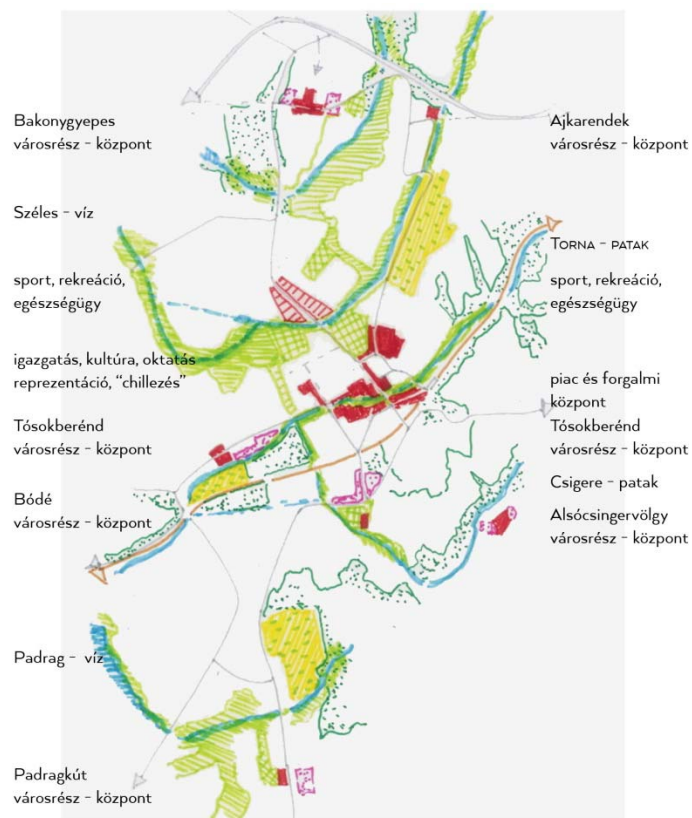 Bakonygyepes
városrész – központ
Széles – víz
sport, rekreáció,
egészségügy
igazgatás, kultúra, oktatás
reprezentáció, “chillezés”
Tósokberénd
városrész – központ
Bódé
városrész – központ
Padrag – víz
Padragkút
városrész – központ
Ajkarendek
városrész – központ
TORNA – PATAK
sport, rekreáció,
egészségügy
piac és forgalmi
központ
Tósokberénd
városrész – központ
Csigere – patak
Alsócsingervölgy
városrész – központ